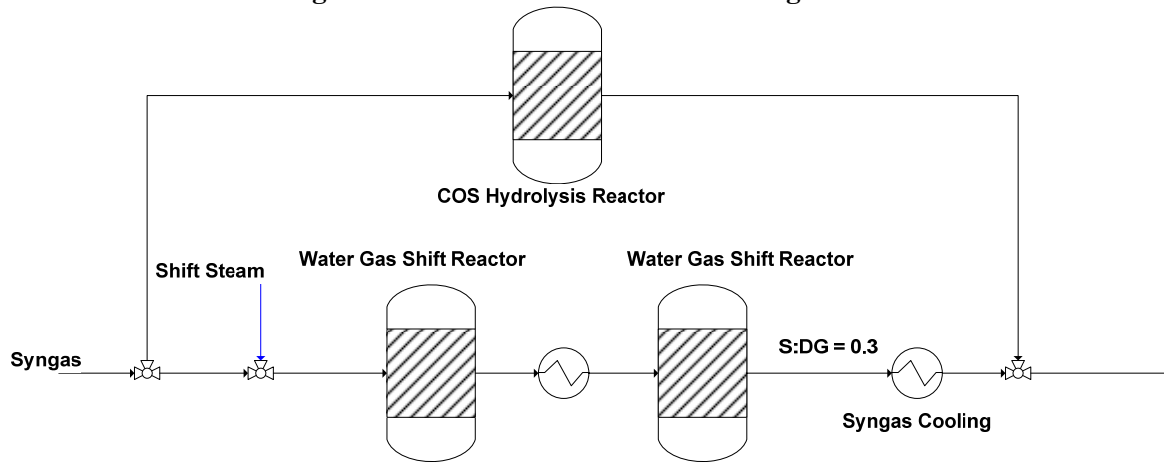 COS Hydrolysis Reactor
Water Gas Shift Reactor
Water Gas Shift Reactor
Shift Steam
S:DG = 0.3
Syngas
Syngas Cooling